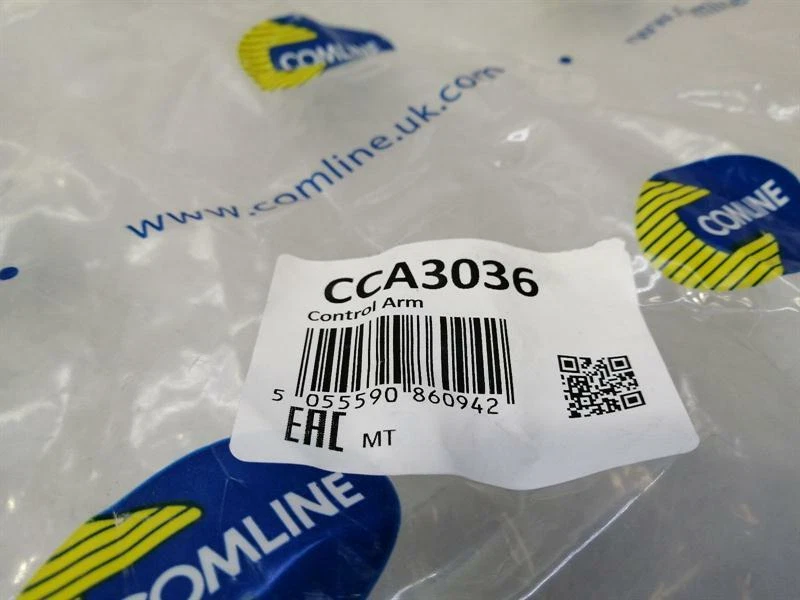 COMLINE
www.comline.uk.com
COMLINE
CCA3036
Control Arm
5 055590 860942
EAC MT
COMLINE